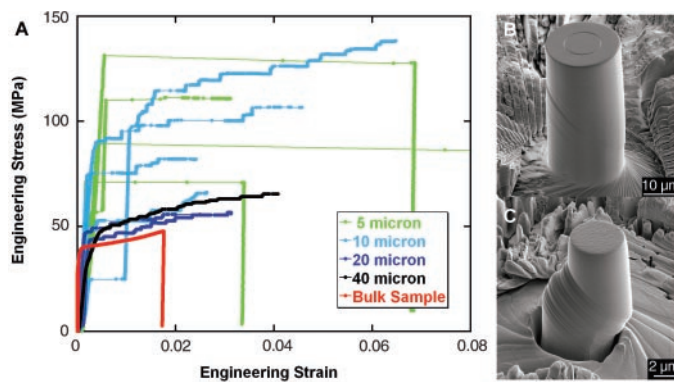 A
Engineering Stress (MPa)
150
100
50
0
0
0.02
0.04
0.06
0.08
Engineering Strain
5 micron
10 micron
20 micron
40 micron
Bulk Sample
B
10 µm
C
2 µm